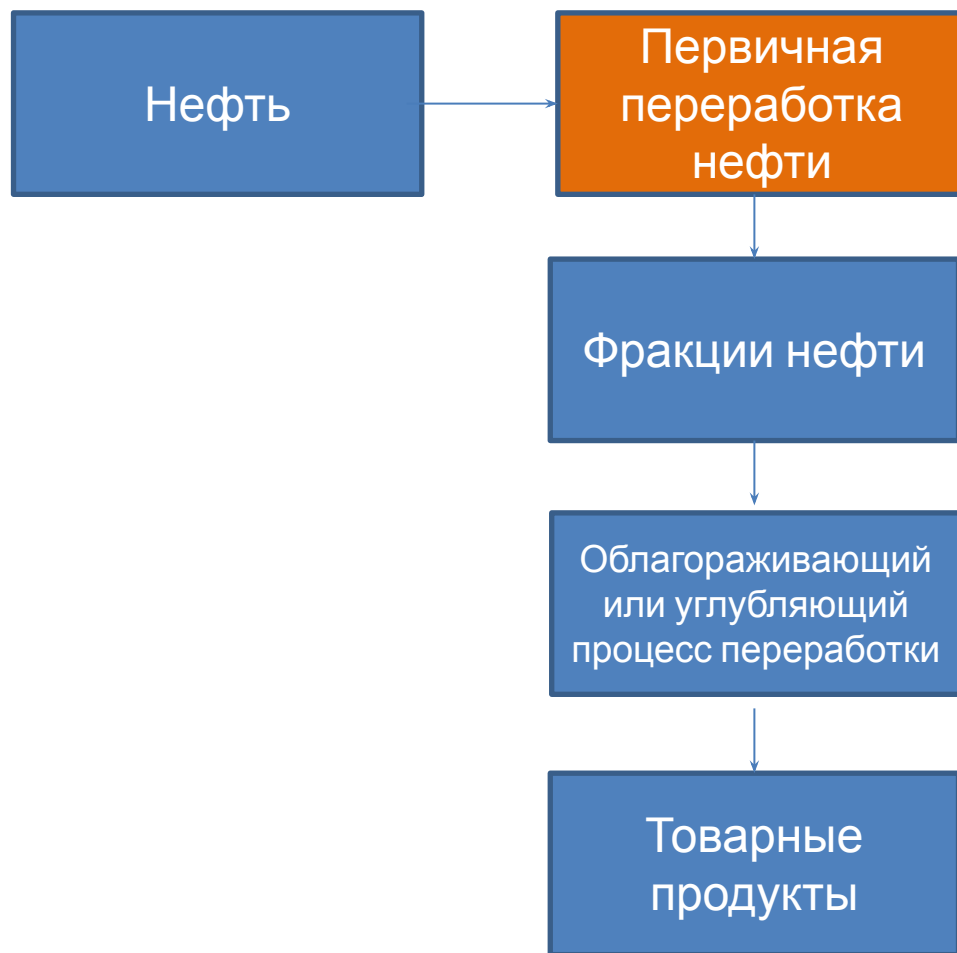 Нефть
Первичная
переработка
нефти
Фракции нефти
Облагораживающий
или углубляющий
процесс переработки
Товарные
продукты